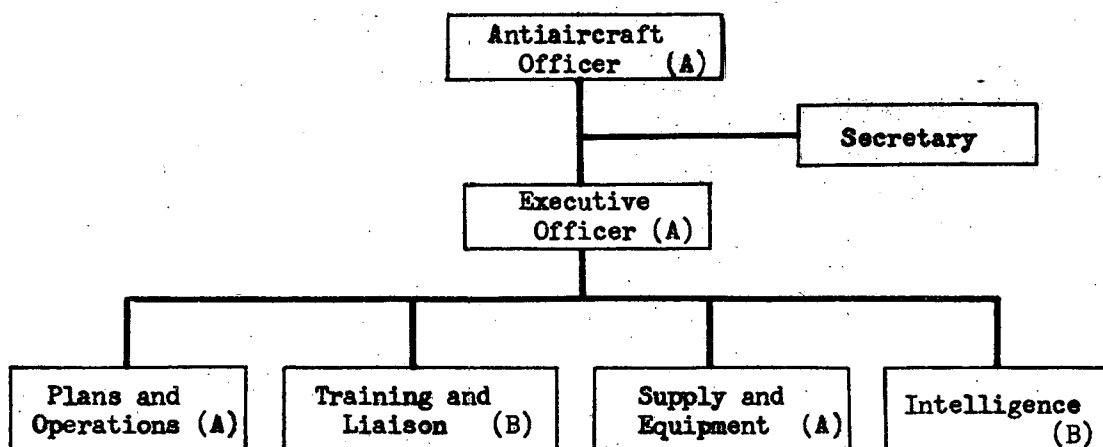 Antiaircraft
Officer (A)
Secretary
Executive
Officer (A)
Plans and
Operations (A)
Training and
Liaison (B)
Supply and
Equipment (A)
Intelligence
(B)